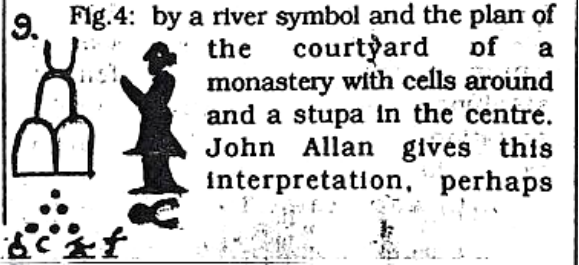 9. Fig.4: by a river symbol and the plan of
the courtyard of a
monastery with cells around
and a stupa in the centre.
John Allan gives this
interpretation, perhaps